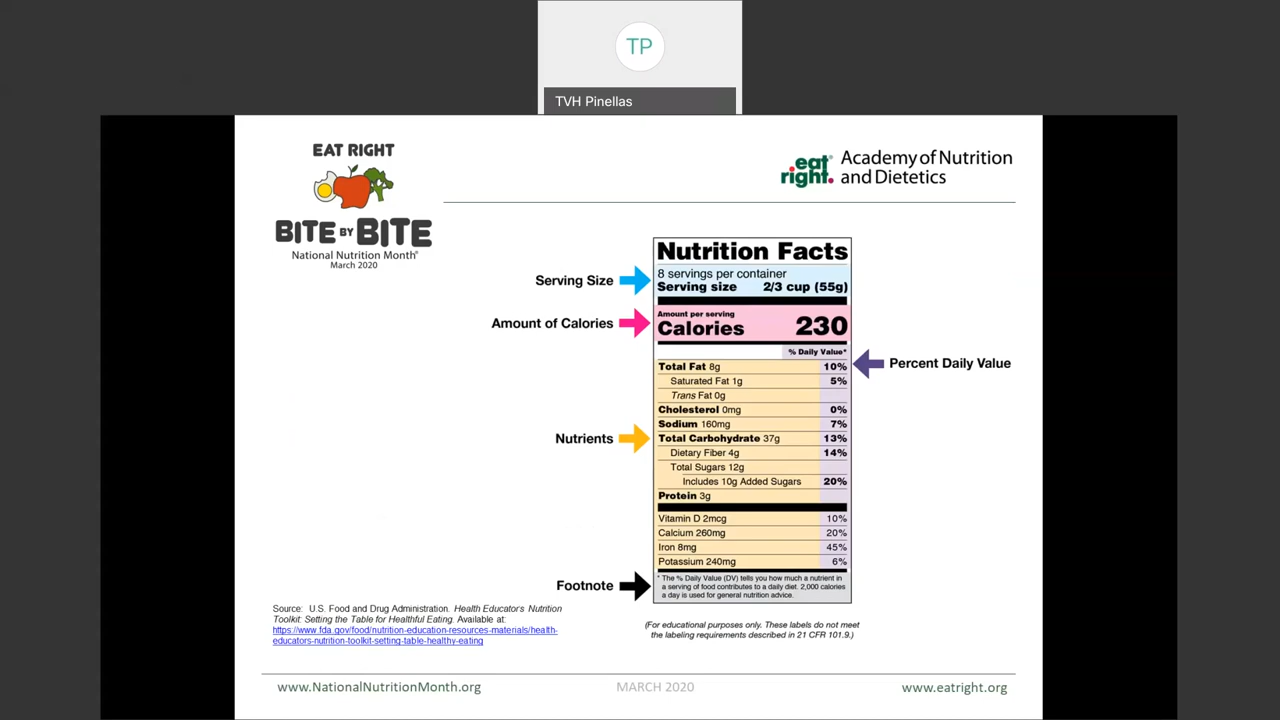 TP
TVH Pinellas
EAT RIGHT
BITE BY BITE
National Nutrition Month®
March 2020
eat right.® Academy of Nutrition
and Dietetics
Nutrition Facts
8 servings per container
Serving size 2/3 cup (55g)
Serving Size
Amount per serving
Calories 230
Amount of Calories
% Daily Value*
Percent Daily Value
Total Fat 8g 10%
Saturated Fat 1g 5%
Trans Fat 0g
Cholesterol 0mg 0%
Sodium 160mg 7%
Total Carbohydrate 37g 13%
Nutrients
Dietary Fiber 4g 14%
Total Sugars 12g
Includes 10g Added Sugars 20%
Protein 3g
Vitamin D 2mcg 10%
Calcium 260mg 20%
Iron 8mg 45%
Potassium 240mg 6%
* The % Daily Value (DV) tells you how much a nutrient in
a serving of food contributes to a daily diet. 2,000 calories
a day is used for general nutrition advice.
Footnote
Source: U.S. Food and Drug Administration. Health Educator's Nutrition
Toolkit: Setting the Table for Healthful Eating. Available at:
https://www.fda.gov/food/nutrition-education-resources-materials/health-
educators-nutrition-toolkit-setting-table-healthy-eating
(For educational purposes only. These labels do not meet
the labeling requirements described in 21 CFR 101.9.)
www.NationalNutritionMonth.org
MARCH 2020
www.eatright.org